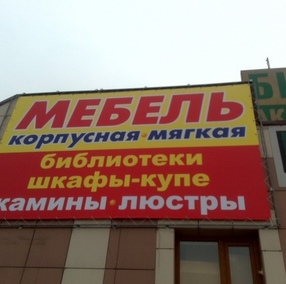 МЕБЕЛЬ
корпусная·мягкая
библиотеки
шкафы-купе
камины·люстры